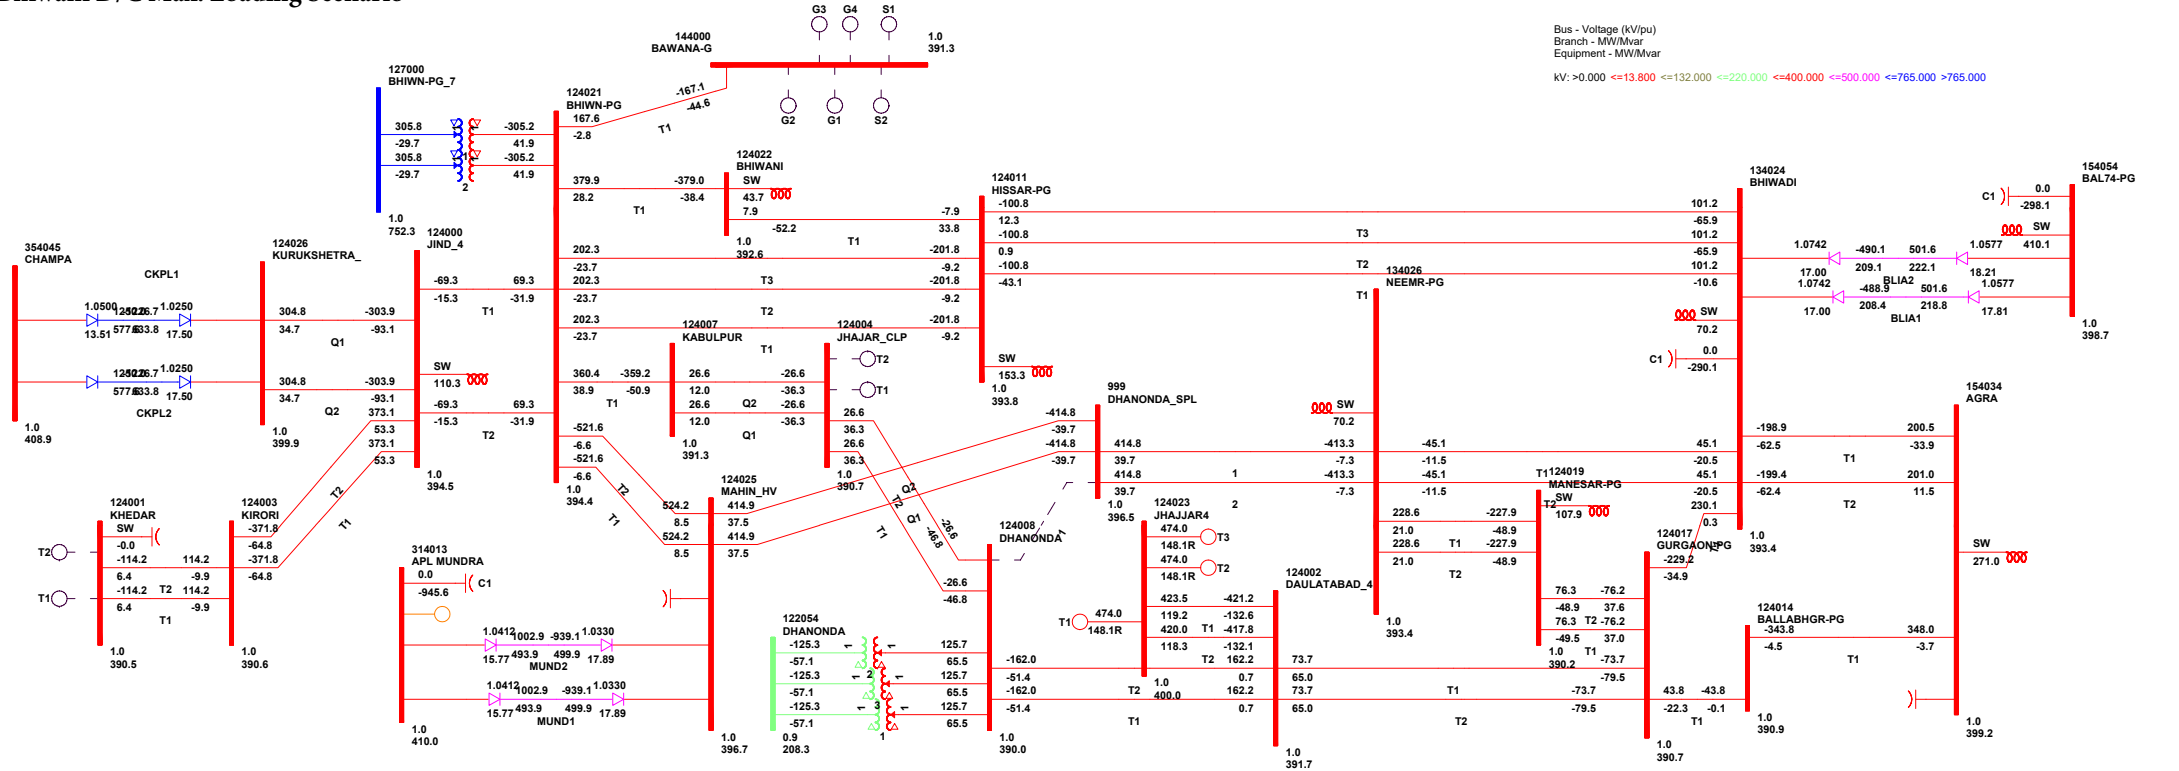 Bus - Voltage (kV/pu)
Branch - MW/Mvar
Equipment - MW/Mvar
kV: >0.000 <=13.800 <=132.000 <=220.000 <=400.000 <=500.000 <=765.000 >765.000
G3 G4 S1
144000
BAWANA-G
1.0
391.3
G2 G1 S2
127000
BHIWN-PG_7
305.8 -305.2
-29.7 41.9
305.8 -305.2
-29.7 41.9
2
1.0
752.3
124021
BHIWN-PG
167.6
-2.8
-167.1
-44.6
T1
379.9 -379.0
28.2 -38.4
T1
202.3 -201.8
-23.7 -9.2
T3
202.3 -201.8
-23.7 -9.2
T2
202.3 -201.8
-23.7 -9.2
T1
360.4 -359.2
38.9 -50.9
T1
-521.6
-6.6
-521.6
-6.6
T2
T1
1.0
394.4
124022
BHIWANI
SW
43.7
7.9 -7.9
-52.2 33.8
T1
1.0
392.6
124011
HISSAR-PG
-100.8 101.2
12.3 -65.9
T3
-100.8 101.2
0.9 -65.9
T2
-100.8 101.2
-43.1 -10.6
T1
SW
153.3
1.0
393.8
134024
BHIWADI
1.0742 -490.1 501.6 1.0577
17.00 209.1 222.1 18.21
BLIA2
1.0742 -488.9 501.6 1.0577
17.00 208.4 218.8 17.81
BLIA1
SW
70.2
C1
0.0
-290.1
-198.9 200.5
-62.5 -33.9
T1
-199.4 201.0
-62.4 11.5
T2
230.1
0.3
1.0
393.4
154054
BAL74-PG
C1
0.0
-298.1
SW
410.1
1.0
398.7
354045
CHAMPA
CKPL1
1.0500 1.0250
13.51 17.50
1.0250
17.50
CKPL2
1.0
408.9
124026
KURUKSHETRA_
304.8 -303.9
34.7 -93.1
Q1
304.8 -303.9
34.7 -93.1
Q2
1.0
399.9
124000
JIND_4
-69.3 69.3
-15.3 -31.9
T1
SW
110.3
-69.3 69.3
-15.3 -31.9
T2
373.1
53.3
373.1
53.3
1.0
394.5
T2
T1
124001
KHEDAR
SW
-0.0
T2
-114.2 114.2
6.4 -9.9
T2
T1
-114.2 114.2
6.4 -9.9
T1
1.0
390.5
124003
KIRORI
-371.8
-64.8
-371.8
-64.8
1.0
390.6
314013
APL MUNDRA
0.0
-945.6
C1
1.0412 1002.9 -939.1 1.0330
15.77 493.9 499.9 17.89
MUND2
1.0412 1002.9 -939.1 1.0330
15.77 493.9 499.9 17.89
MUND1
1.0
410.0
124025
MAHIN_HV
524.2 414.9
8.5 37.5
524.2 414.9
8.5 37.5
1.0
396.7
124007
KABULPUR
26.6 -26.6
12.0 -36.3
Q2
26.6 -26.6
12.0 -36.3
Q1
1.0
391.3
124004
JHAJAR_CLP
T2
T1
26.6
36.3
26.6
36.3
1.0
390.7
Q2
T2
Q1
T1
-26.6
-46.8
999
DHANONDA_SPL
-414.8
-39.7
-414.8
-39.7
414.8 -413.3
39.7 -7.3
1
414.8 -413.3
39.7 -7.3
2
1.0
396.5
134026
NEEMR-PG
SW
70.2
-45.1 45.1
-11.5 -20.5
T1
-45.1 45.1
-11.5 -20.5
T2
228.6 -227.9
21.0 -48.9
T1
228.6 -227.9
21.0 -48.9
T2
1.0
393.4
124019
MANESAR-PG
SW
107.9
76.3 -76.2
-48.9 37.6
T2
76.3 -76.2
-49.5 37.0
T1
1.0
390.2
124017
GURGAON-PG
-229.2
-34.9
43.8 -43.8
-22.3 -0.1
T1
1.0
390.7
124014
BALLABHGR-PG
-343.8 348.0
-4.5 -3.7
T1
1.0
390.9
154034
AGRA
SW
271.0
1.0
399.2
124008
DHANONDA
-26.6
-46.8
-162.0 162.2
-51.4 0.7
T2
-162.0 162.2
-51.4 0.7
T1
1.0
390.0
122054
DHANONDA
-125.3 125.7
-57.1 65.5
-125.3 125.7
-57.1 65.5
-125.3 125.7
-57.1 65.5
0.9
208.3
124023
JHAJJAR4
474.0
148.1R
T3
474.0
148.1R
T2
T1
474.0
148.1R
423.5 -421.2
119.2 -132.6
T1
420.0 -417.8
118.3 -132.1
T2
1.0
400.0
124002
DAULATABAD_4
73.7 -73.7
65.0 -79.5
T1
73.7 -73.7
65.0 -79.5
T2
1.0
391.7